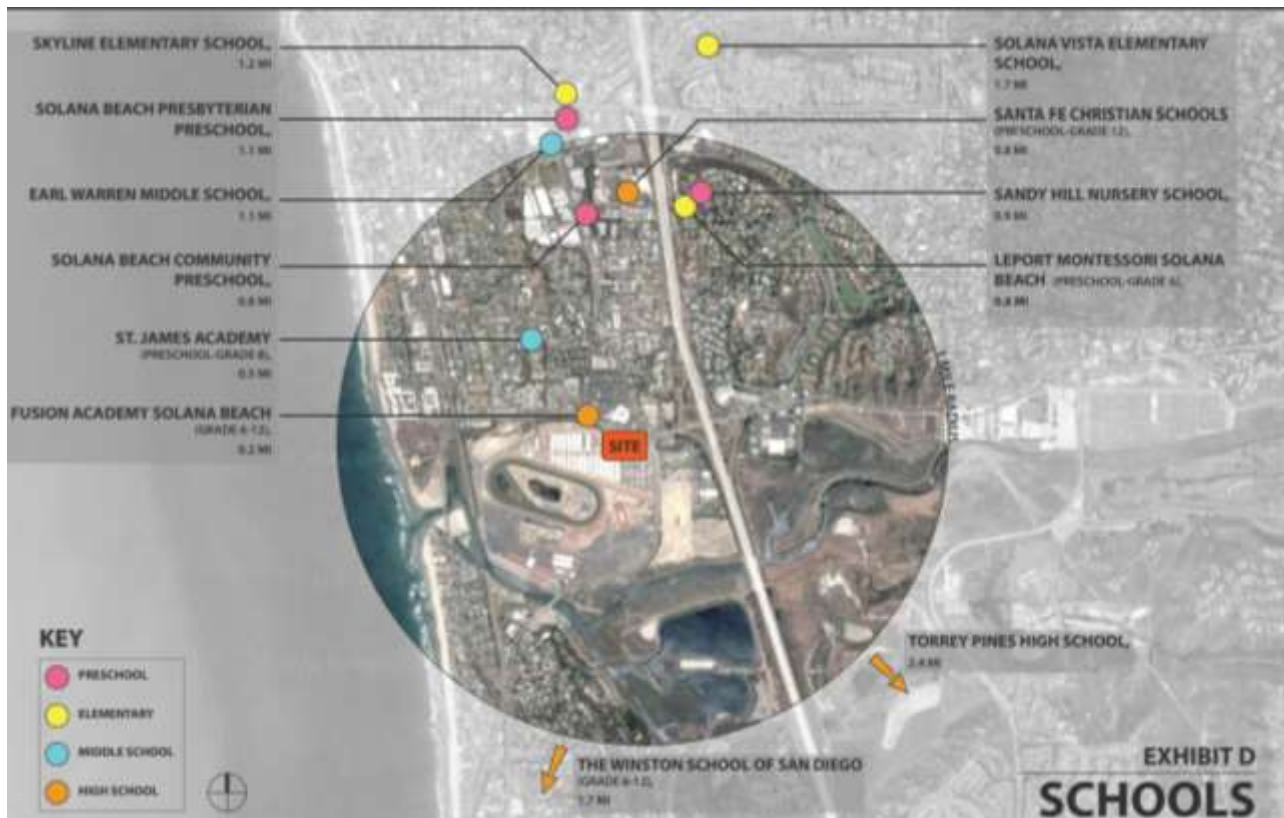 SKYLINE ELEMENTARY SCHOOL,
1.2 MI
SOLANA BEACH PRESBYTERIAN
PRESCHOOL,
1.1 MI
EARL WARREN MIDDLE SCHOOL,
1.1 MI
SOLANA BEACH COMMUNITY
PRESCHOOL,
0.8 MI
ST. JAMES ACADEMY
(PRESCHOOL-GRADE 8),
MI
FUSION ACADEMY SOLANA BEACH
(GRADE 6-12),
0.2 MI
SOLANA VISTA ELEMENTARY
SCHOOL,
1.7 MI
SANTA FE CHRISTIAN SCHOOLS
(PRESCHOOL-GRADE 12),
0.8 MI
SANDY HILL NURSERY SCHOOL,
0.9 MI
LEPORT MONTESSORI SOLANA
BEACH (PRESCHOOL-GRADE 6),
0.8 MI
1 MILE RADIUS
SITE
TORREY PINES HIGH SCHOOL,
2.4 MI
THE WINSTON SCHOOL OF SAN DIEGO
(GRADE 6-12),
1.7 MI
KEY
PRESCHOOL
ELEMENTARY
MIDDLE SCHOOL
HIGH SCHOOL
EXHIBIT D
SCHOOLS